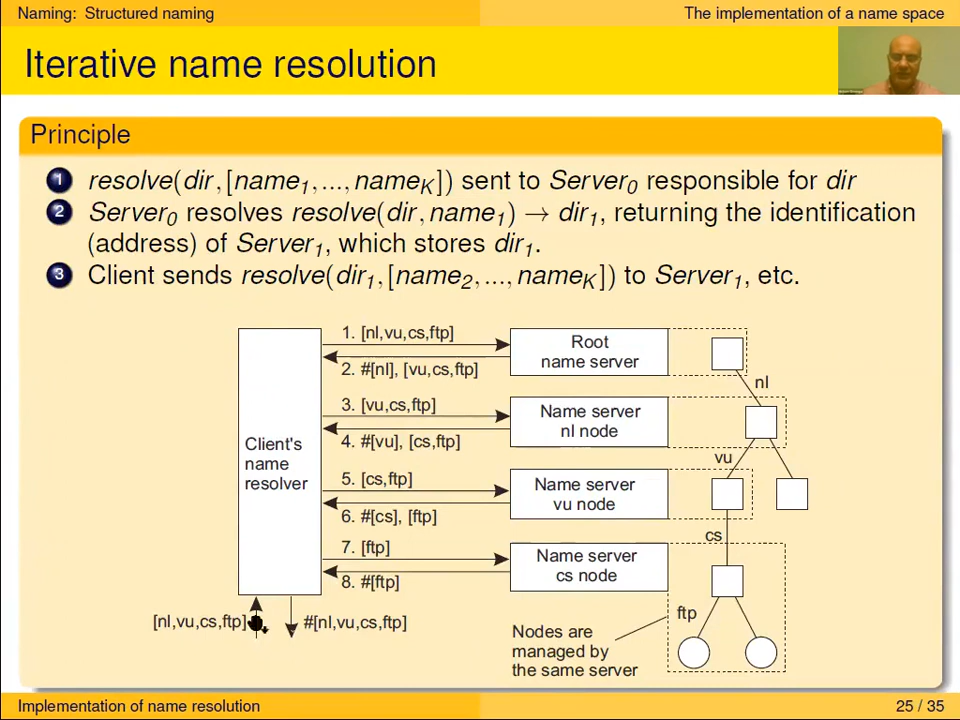 Naming: Structured naming
The implementation of a name space
Iterative name resolution
Principle
1 resolve(dir,[name1,...,nameK]) sent to Server0 responsible for dir
2 Server0 resolves resolve(dir,name1) → dir1, returning the identification
(address) of Server1, which stores dir1.
3 Client sends resolve(dir1,[name2,...,nameK]) to Server1, etc.
1. [nl,vu,cs,ftp]
Root
name server
2. #[nl], [vu,cs,ftp]
nl
3. [vu,cs,ftp]
Name server
nl node
4. #[vu], [cs,ftp]
Client's
name
resolver
vu
5. [cs,ftp]
Name server
vu node
6. #[cs], [ftp]
cs
7. [ftp]
Name server
cs node
8. #[ftp]
ftp
[nl,vu,cs,ftp]
#[nl,vu,cs,ftp]
Nodes are
managed by
the same server
Implementation of name resolution
25 / 35